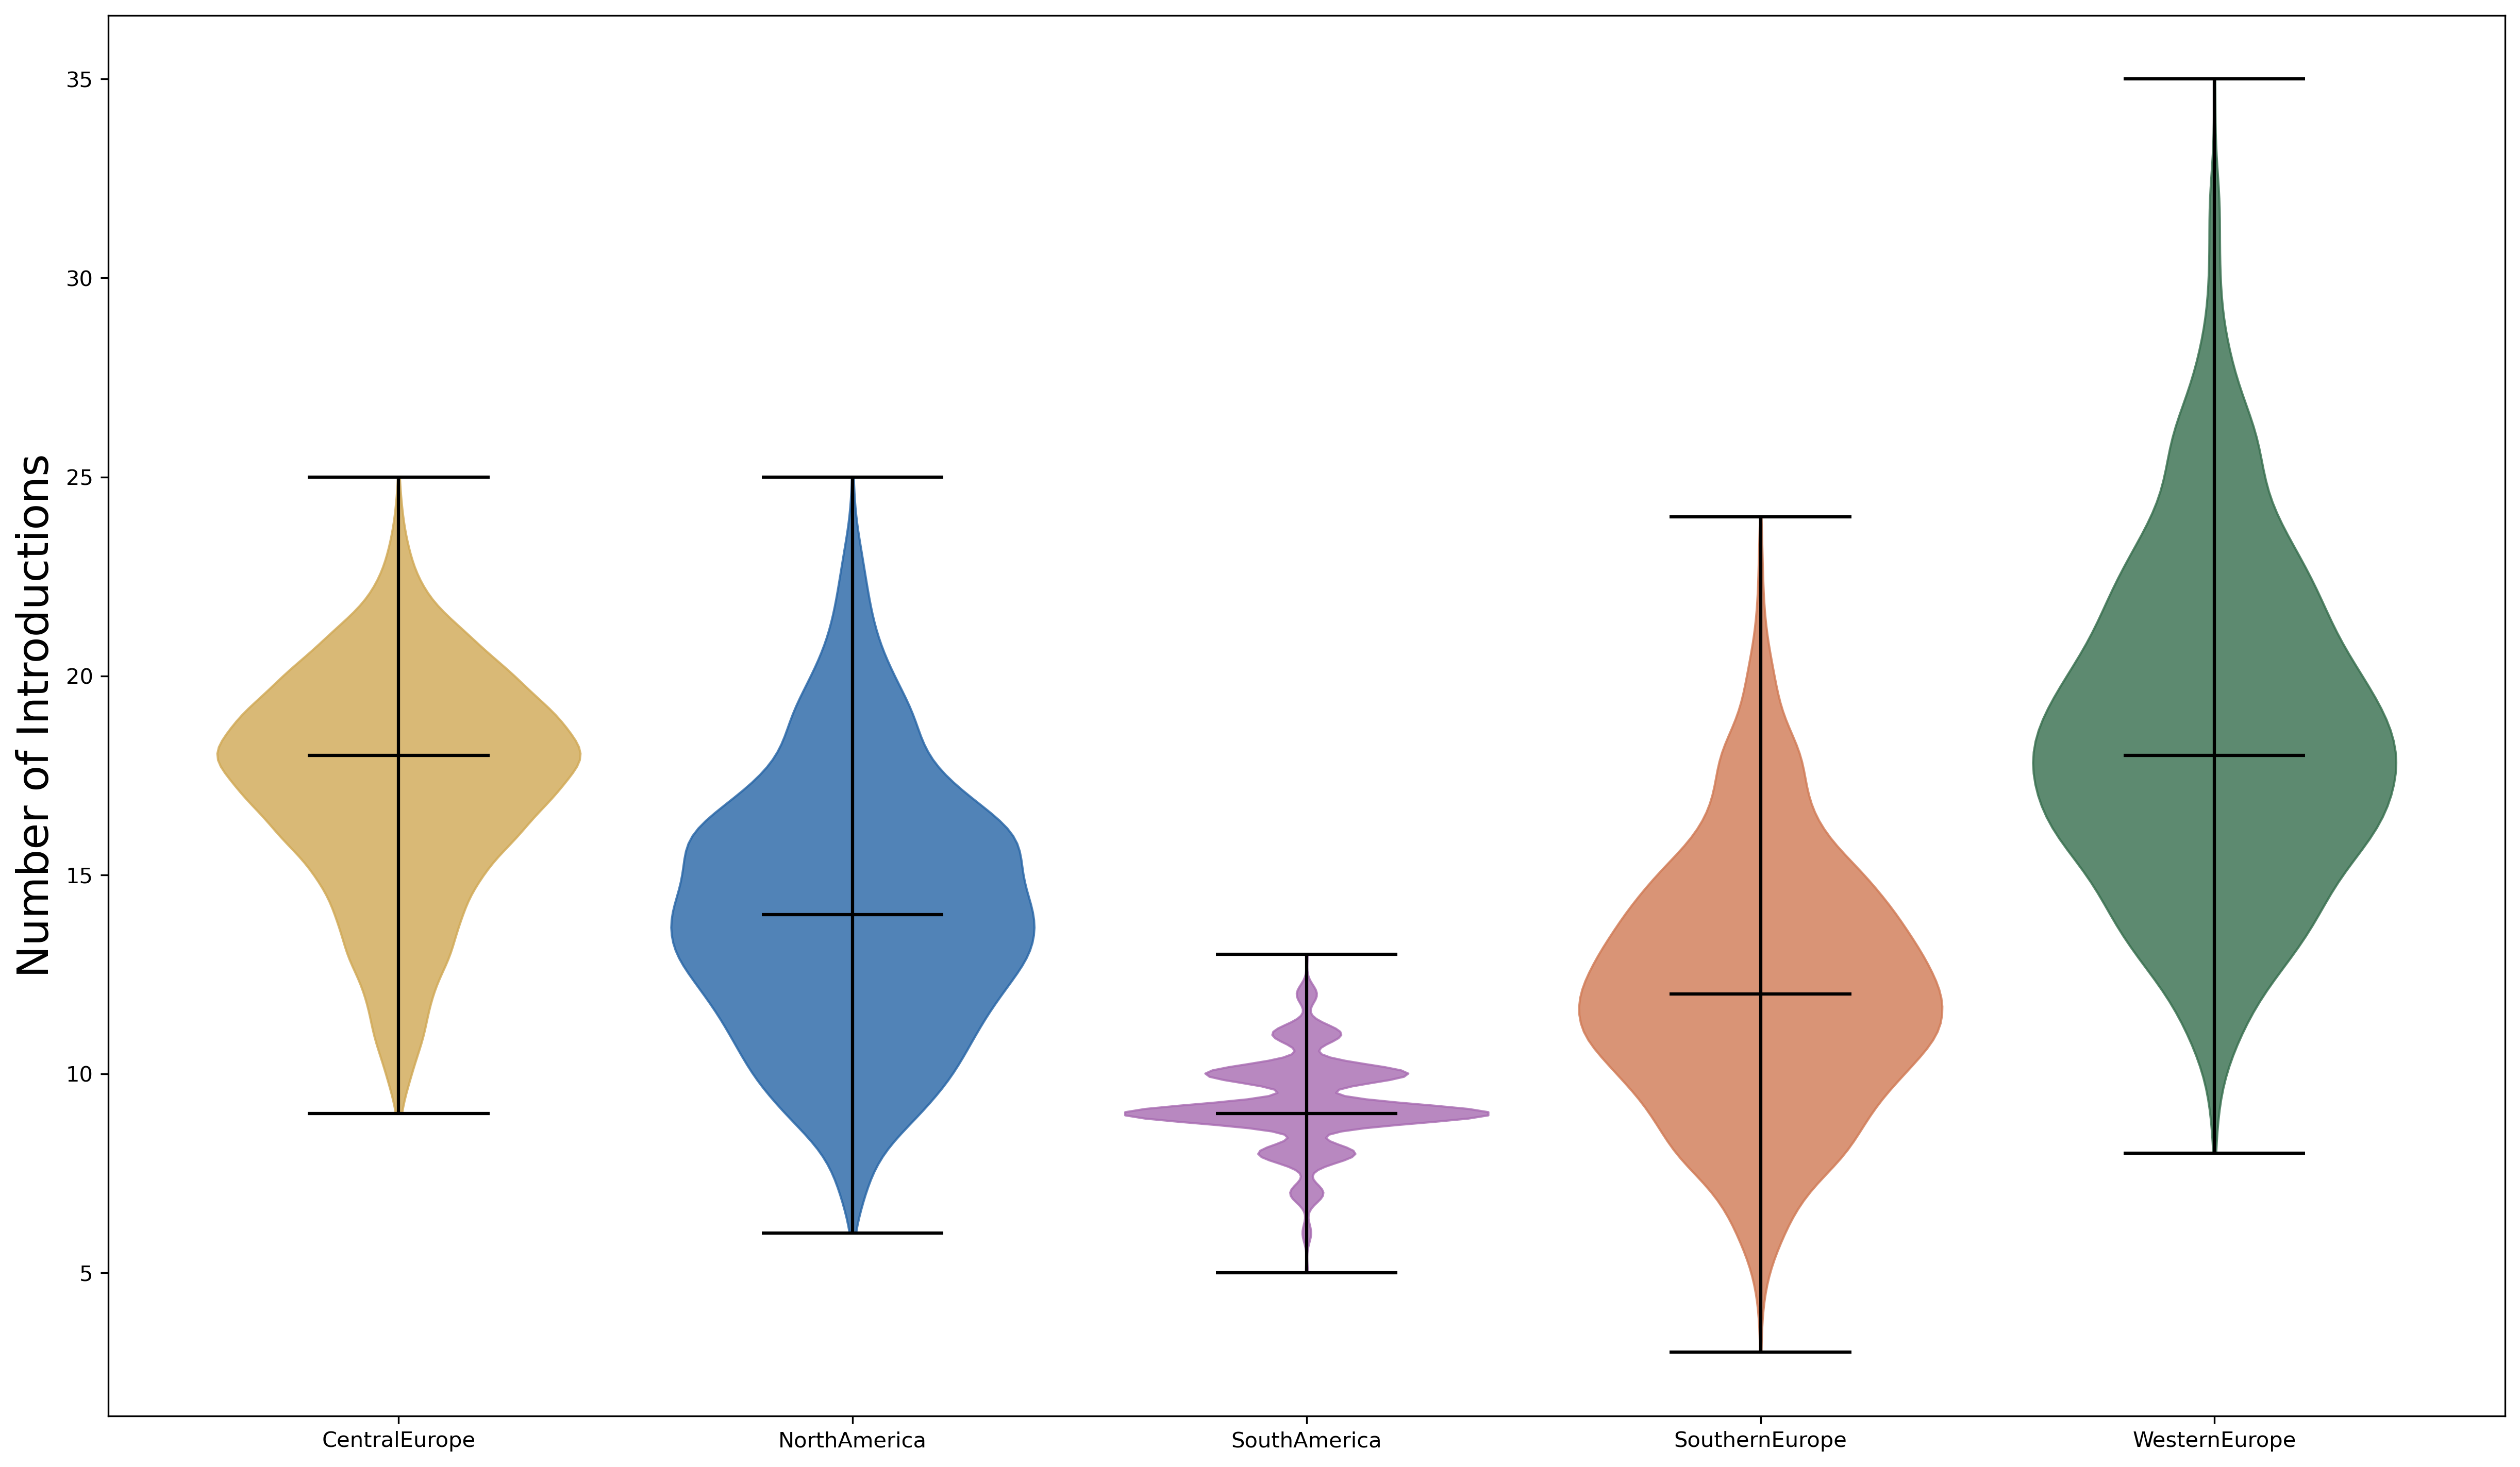 Number of Introductions
35
30
25
20
15
10
5
CentralEurope
NorthAmerica
SouthAmerica
SouthernEurope
WesternEurope